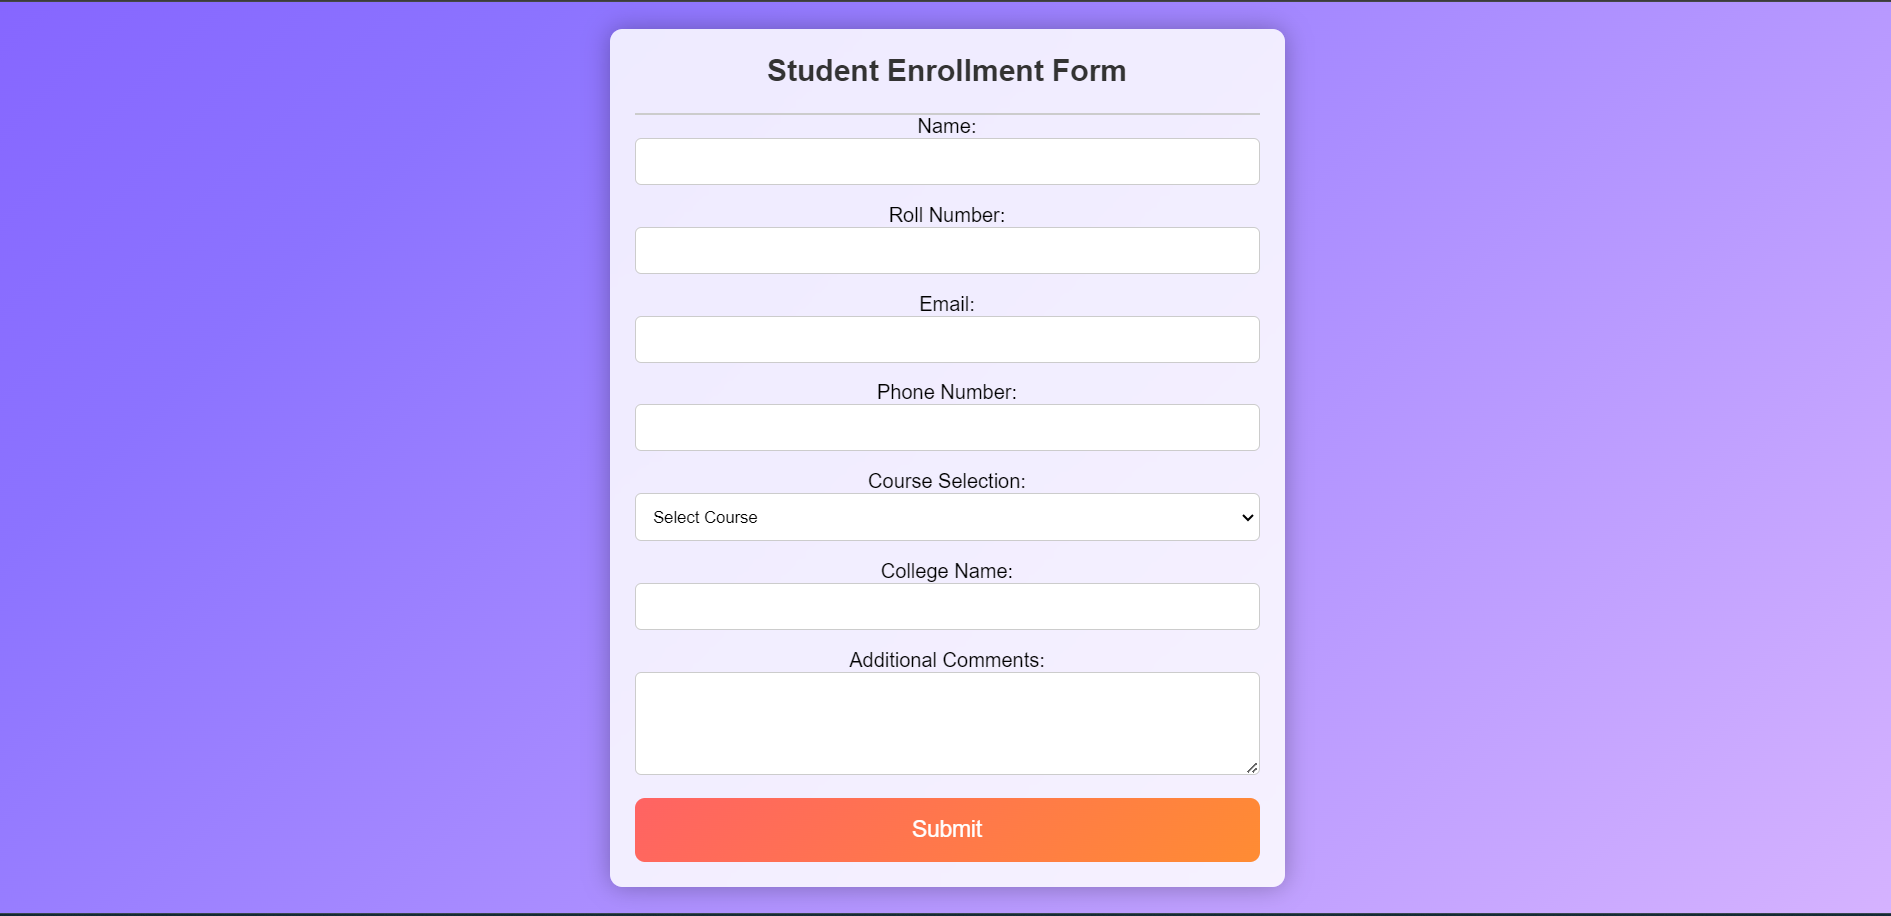 Student Enrollment Form
Name:
Roll Number:
Email:
Phone Number:
Course Selection:
Select Course
College Name:
Additional Comments:
Submit